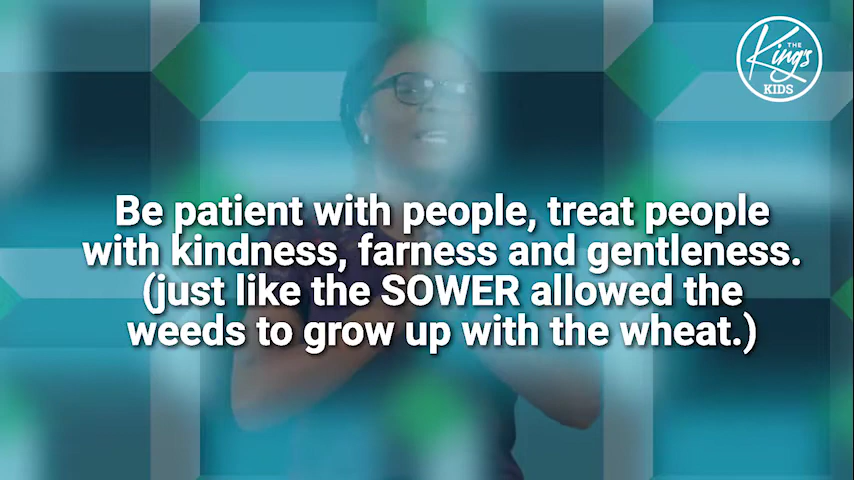 THE
King's
KIDS
Be patient with people, treat people
with kindness, farness and gentleness.
(just like the SOWER allowed the
weeds to grow up with the wheat.)